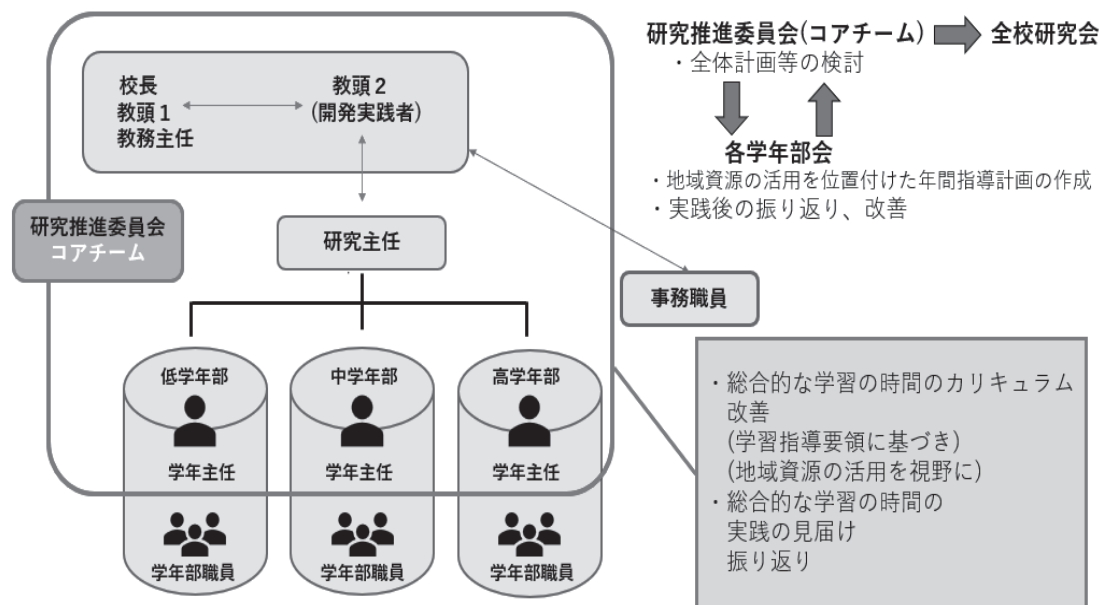 校長
教頭1
教務主任
教頭2
(開発実践者)
研究推進委員会
コアチーム
研究主任
事務職員
低学年部
学年主任
学年部職員
中学年部
学年主任
学年部職員
高学年部
学年主任
学年部職員
研究推進委員会(コアチーム)
全校研究会
・全体計画等の検討
各学年部会
・地域資源の活用を位置付けた年間指導計画の作成
・実践後の振り返り、改善
・総合的な学習の時間のカリキュラム
改善
(学習指導要領に基づき)
(地域資源の活用を視野に)
・総合的な学習の時間の
実践の見届け
振り返り